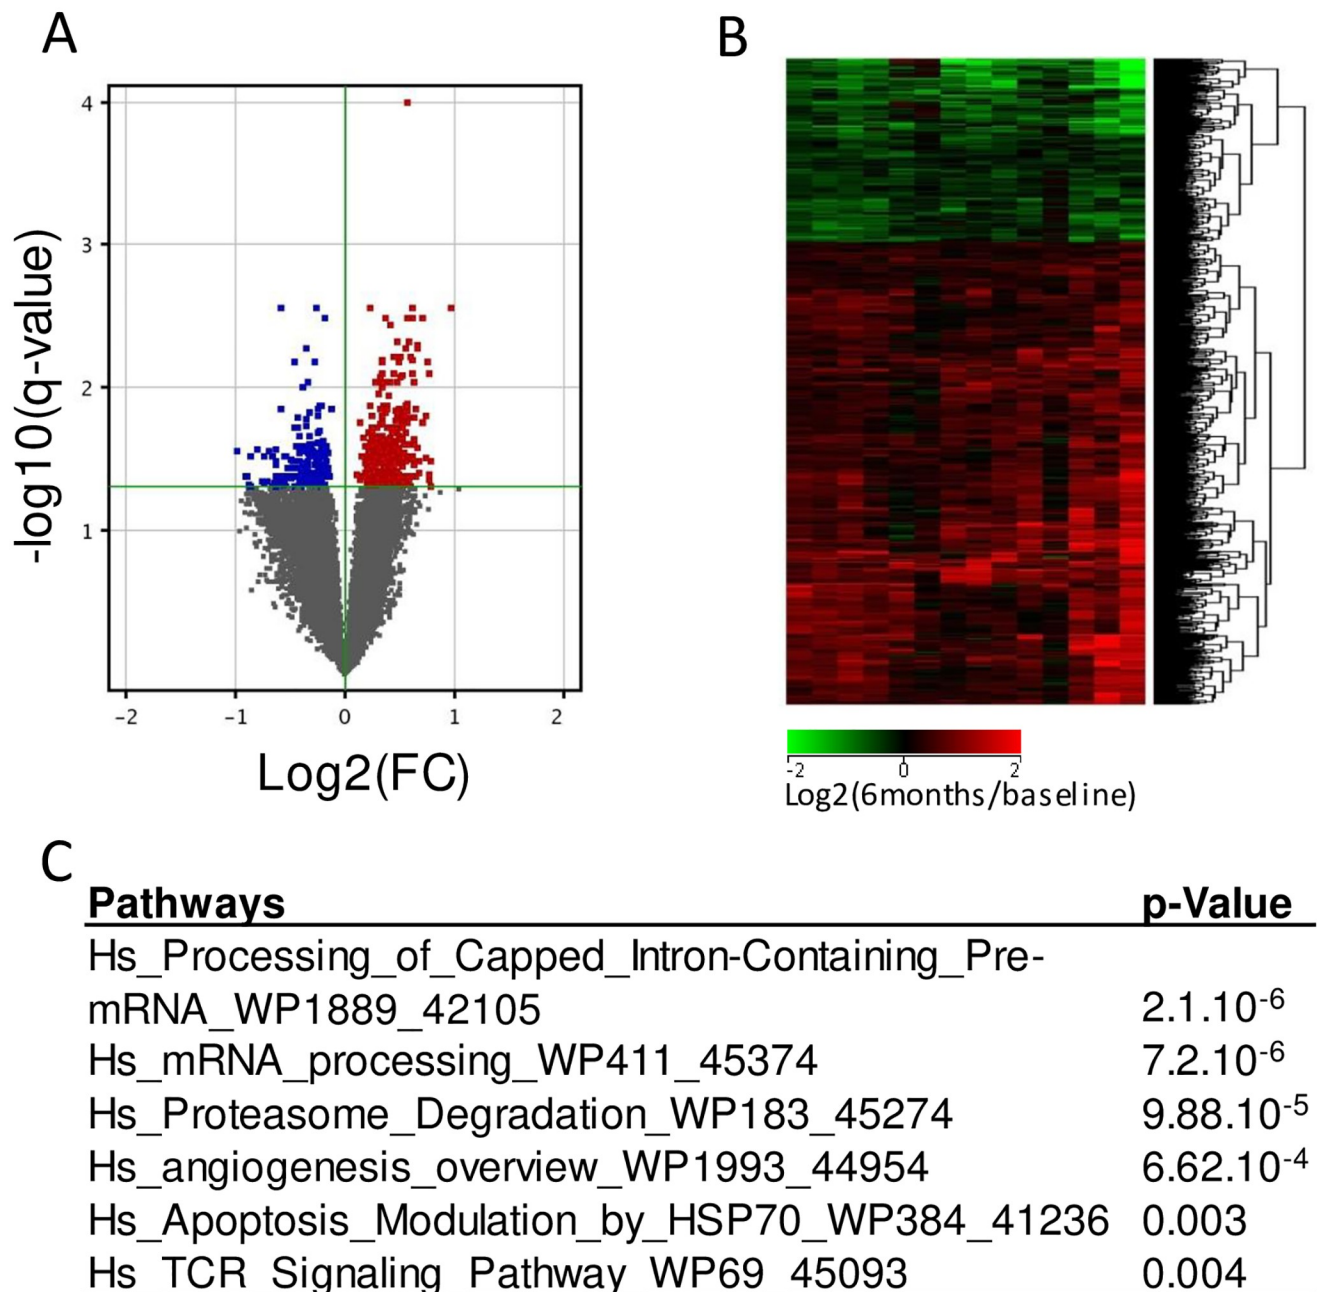 A
B
4
3
2
1
-log10(q-value)
-2
-1
0
1
2
Log2(FC)
-2
0
2
Log2(6months/baseline)
C
Pathways p-Value
Hs_Processing_of_Capped_Intron-Containing_Pre-
mRNA_WP1889_42105 2.1.10-6
Hs_mRNA_processing_WP411_45374 7.2.10-6
Hs_Proteasome_Degradation_WP183_45274 9.88.10-5
Hs_angiogenesis_overview_WP1993_44954 6.62.10-4
Hs_Apoptosis_Modulation_by_HSP70_WP384_41236 0.003
Hs_TCR_Signaling_Pathway_WP69_45093 0.004